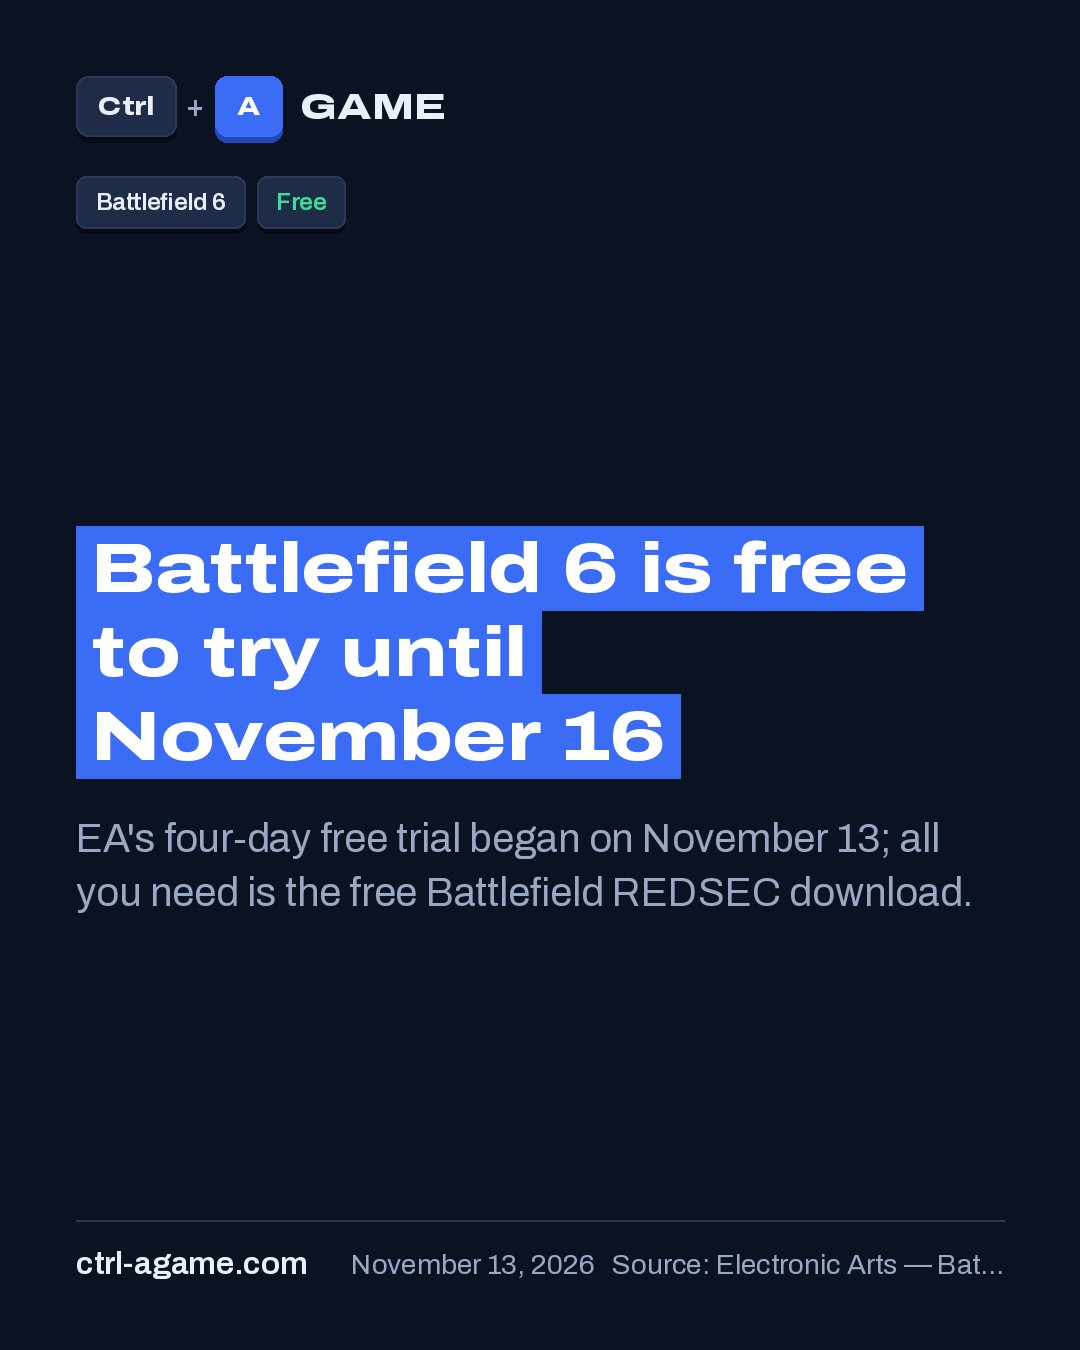 Ctrl + A GAME
Battlefield 6 Free
Battlefield 6 is free
to try until
November 16
EA's four-day free trial began on November 13; all
you need is the free Battlefield REDSEC download.
ctrl-agame.com November 13, 2026 Source: Electronic Arts — Bat...